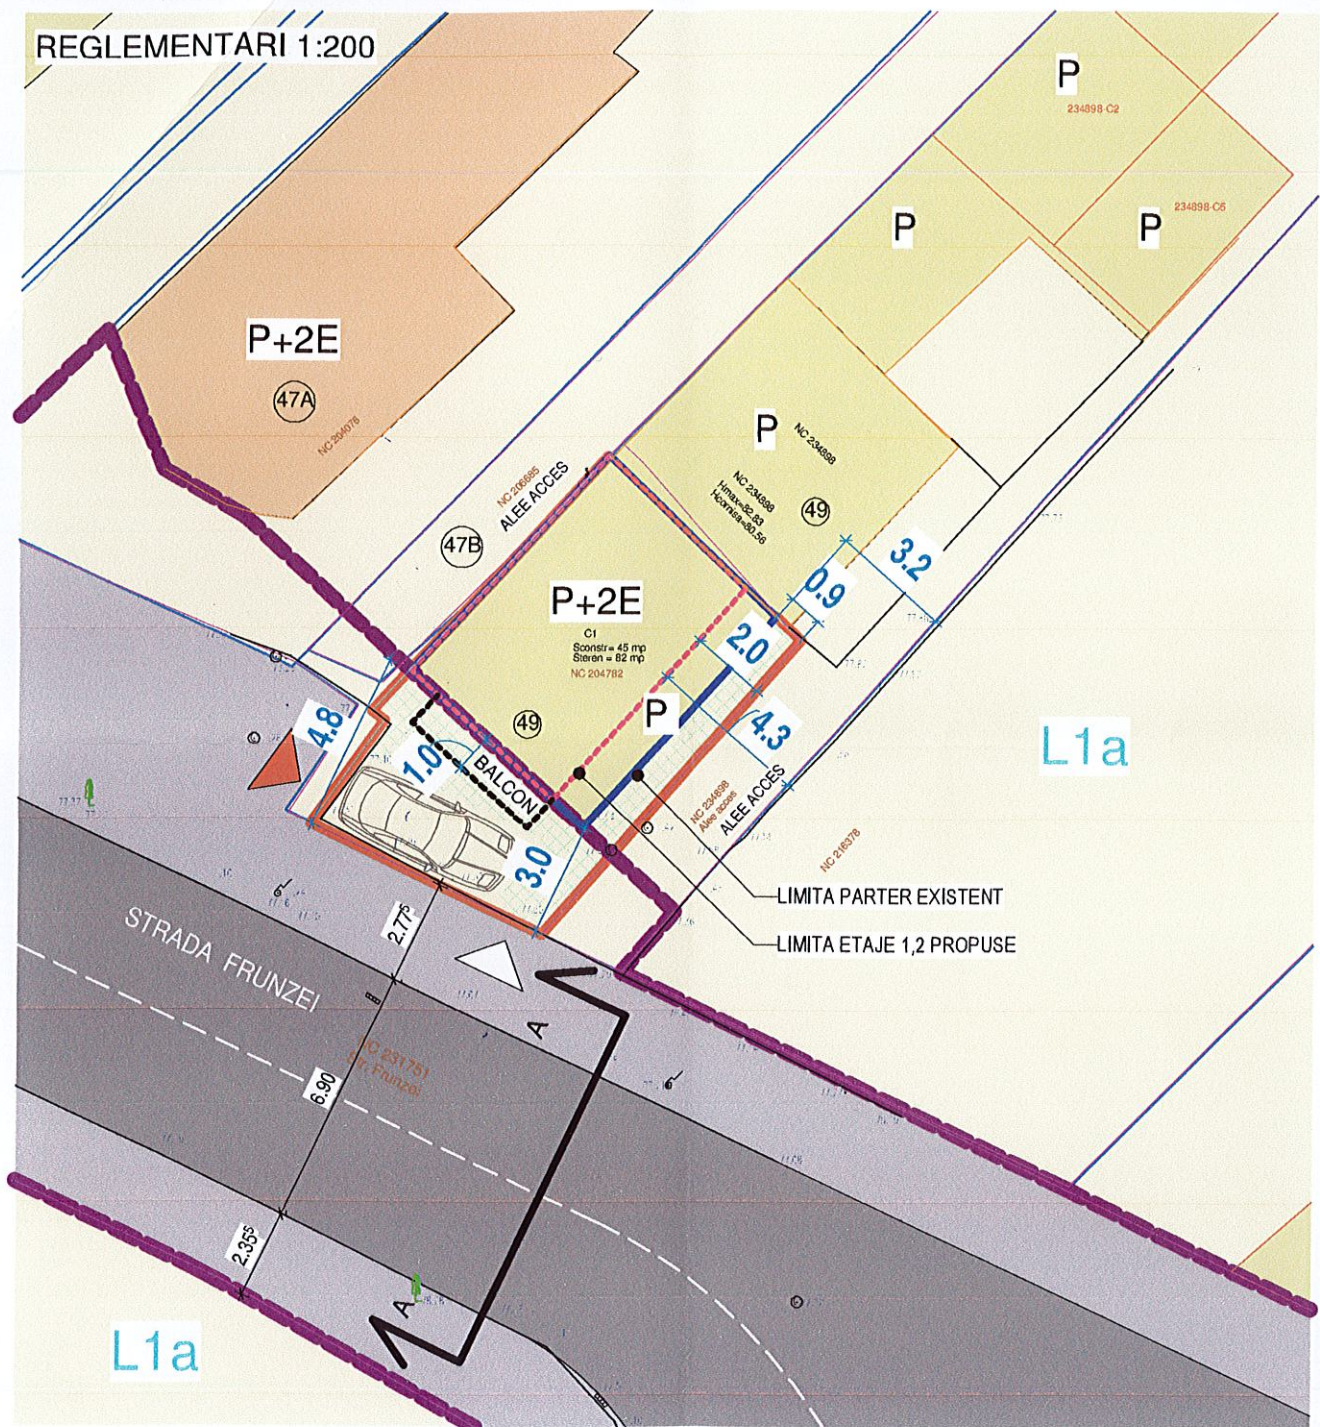 REGLEMENTARI 1:200
P
234898-C2
234898-C6
P
P
P+2E
47A
NC 204076
P
NC 234898
NC 234898
Hmax=82.83
Hcornisa=80.56
49
NC 206685
ALEE ACCES
47B
3.2
0.9
P+2E
C1
Sconstr= 45 mp
Steren = 82 mp
NC 204782
2.0
49
P
4.3
L1a
4.8
1.0
BALCON
NC 234898
Alee acces
ALEE ACCES
NC 216378
3.0
LIMITA PARTER EXISTENT
LIMITA ETAJE 1,2 PROPUSE
2.77⁵
STRADA FRUNZEI
A
NC 231751
Str. Frunzei
6.90
2.35⁵
A
L1a